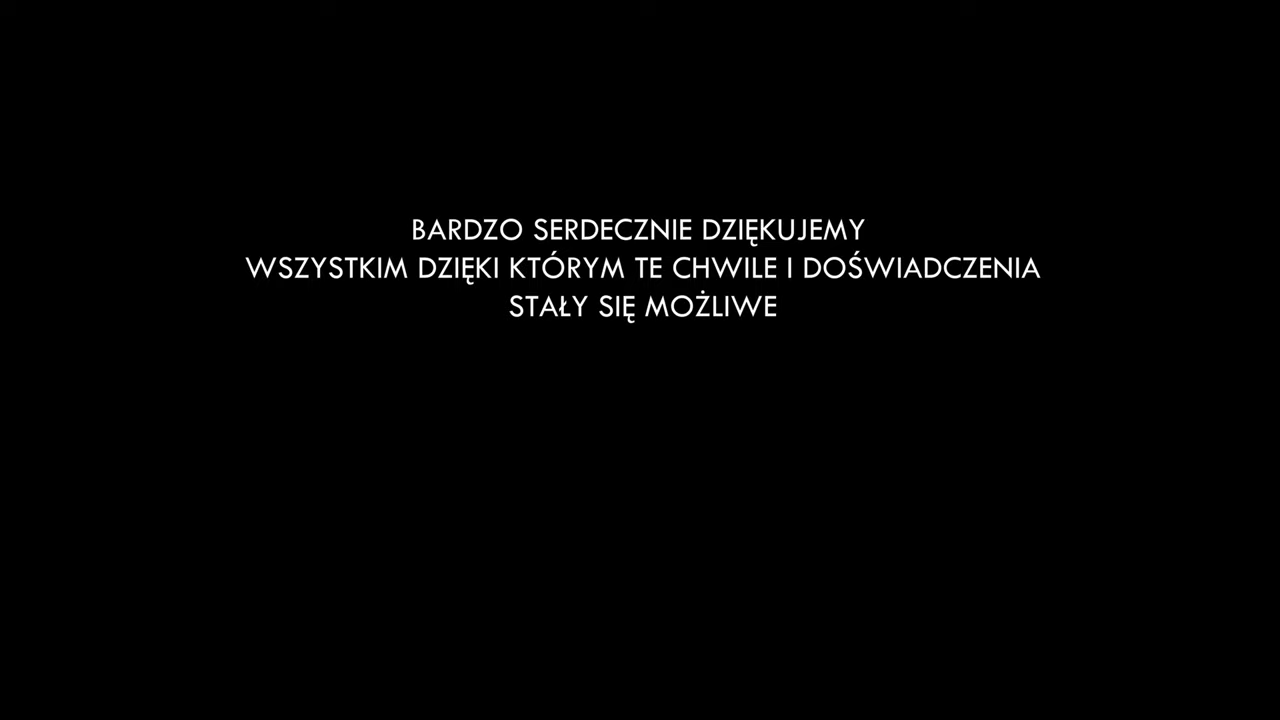 BARDZO SERDECZNIE DZIĘKUJEMY
WSZYSTKIM DZIĘKI KTÓRYM TE CHWILE I DOŚWIADCZENIA
STAŁY SIĘ MOŻLIWE